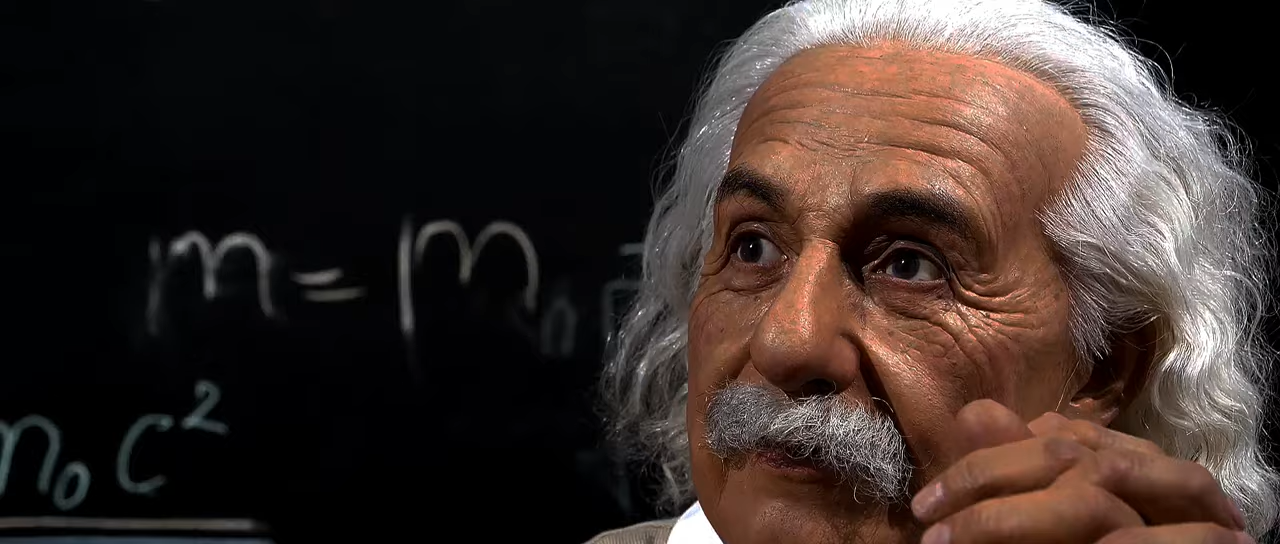 m = m₀
m₀c²